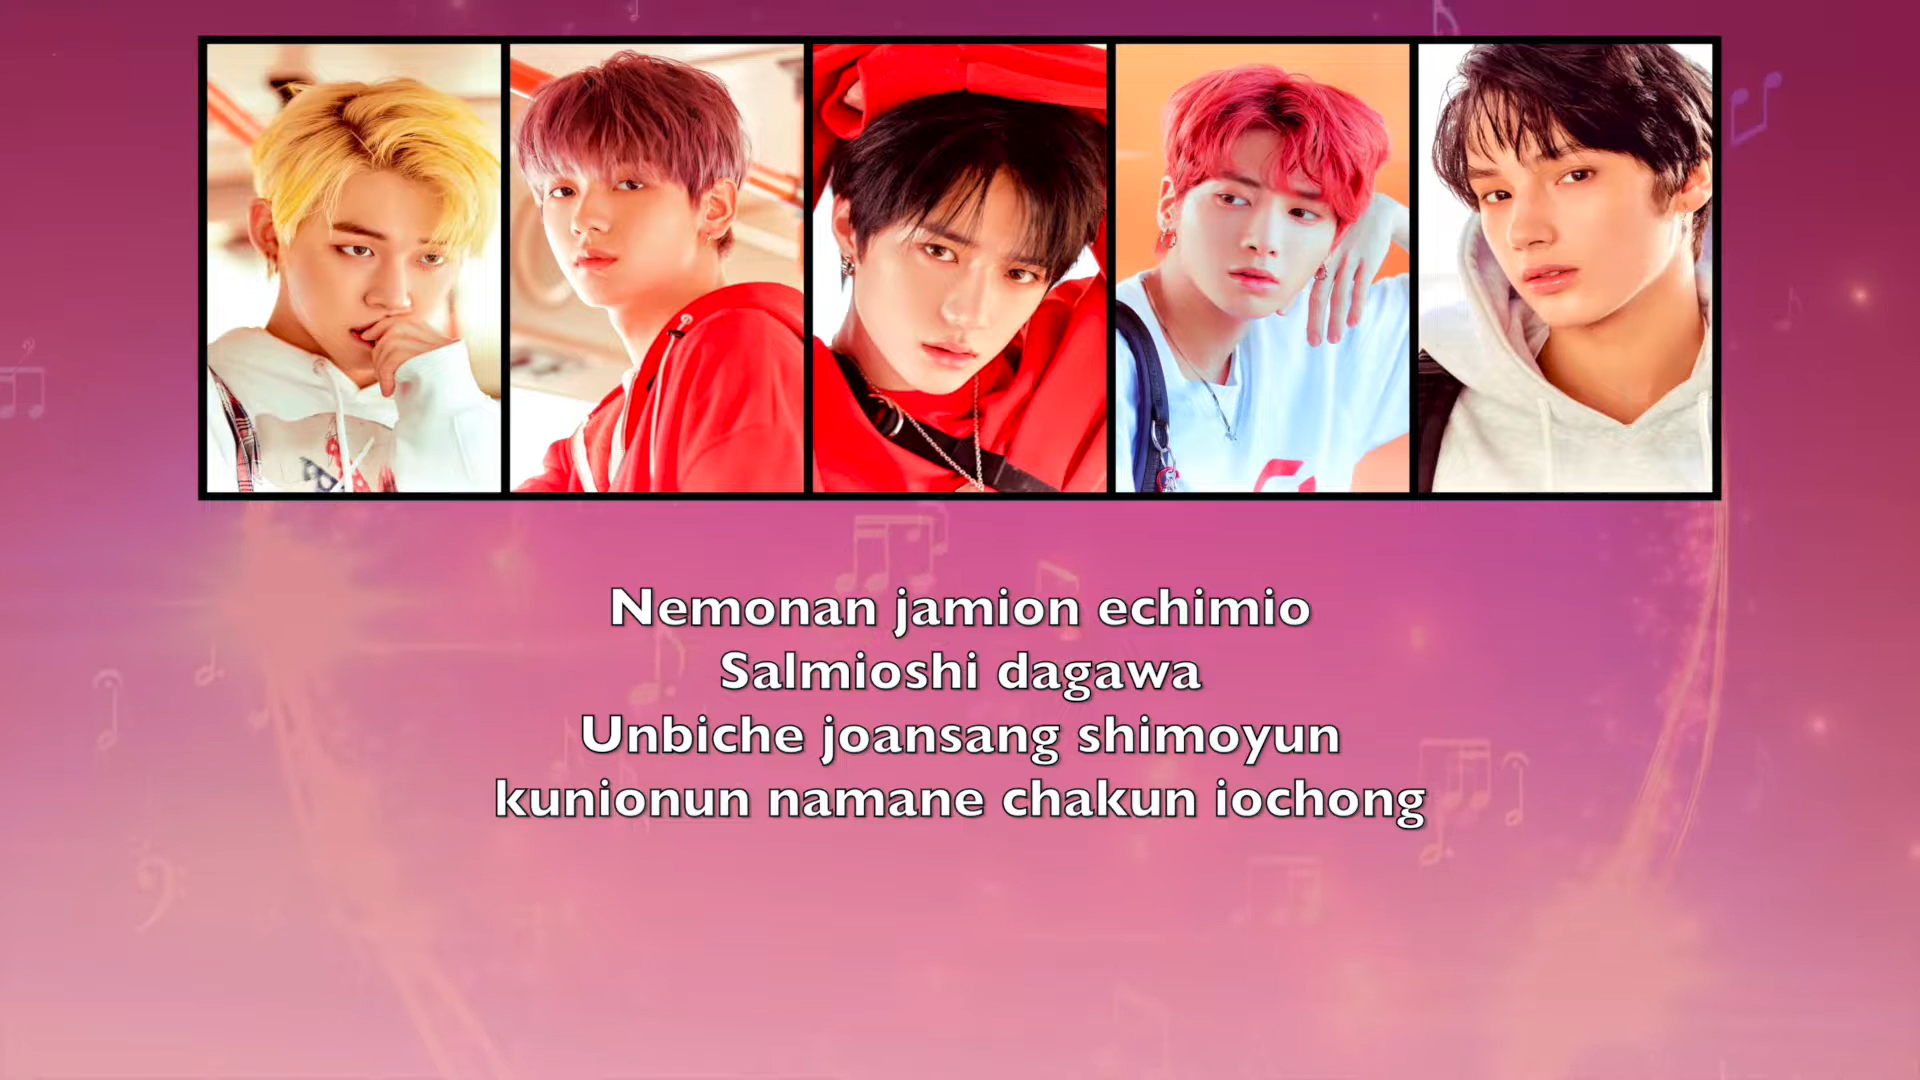 Nemonan jamion echimio
Salmioshi dagawa
Unbiche joansang shimoyun
kunionun namane chakun iochong